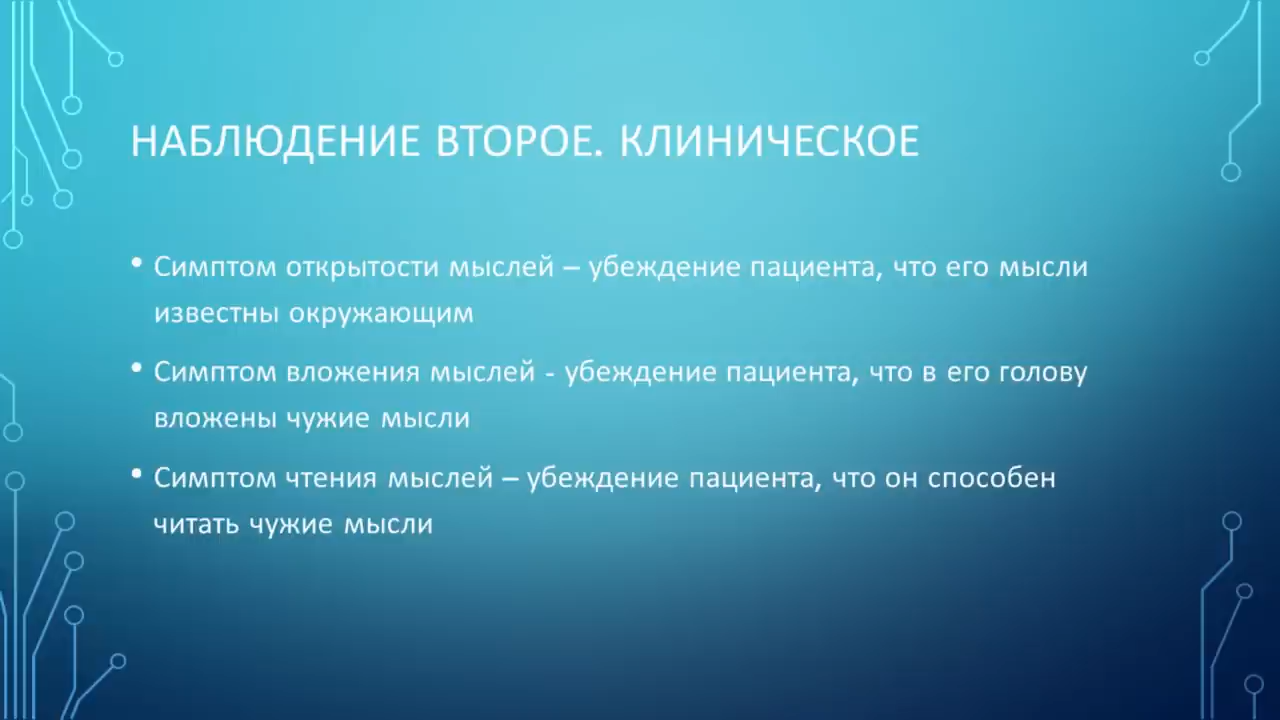 НАБЛЮДЕНИЕ ВТОРОЕ. КЛИНИЧЕСКОЕ
• Симптом открытости мыслей – убеждение пациента, что его мысли
известны окружающим
• Симптом вложения мыслей - убеждение пациента, что в его голову
вложены чужие мысли
• Симптом чтения мыслей – убеждение пациента, что он способен
читать чужие мысли